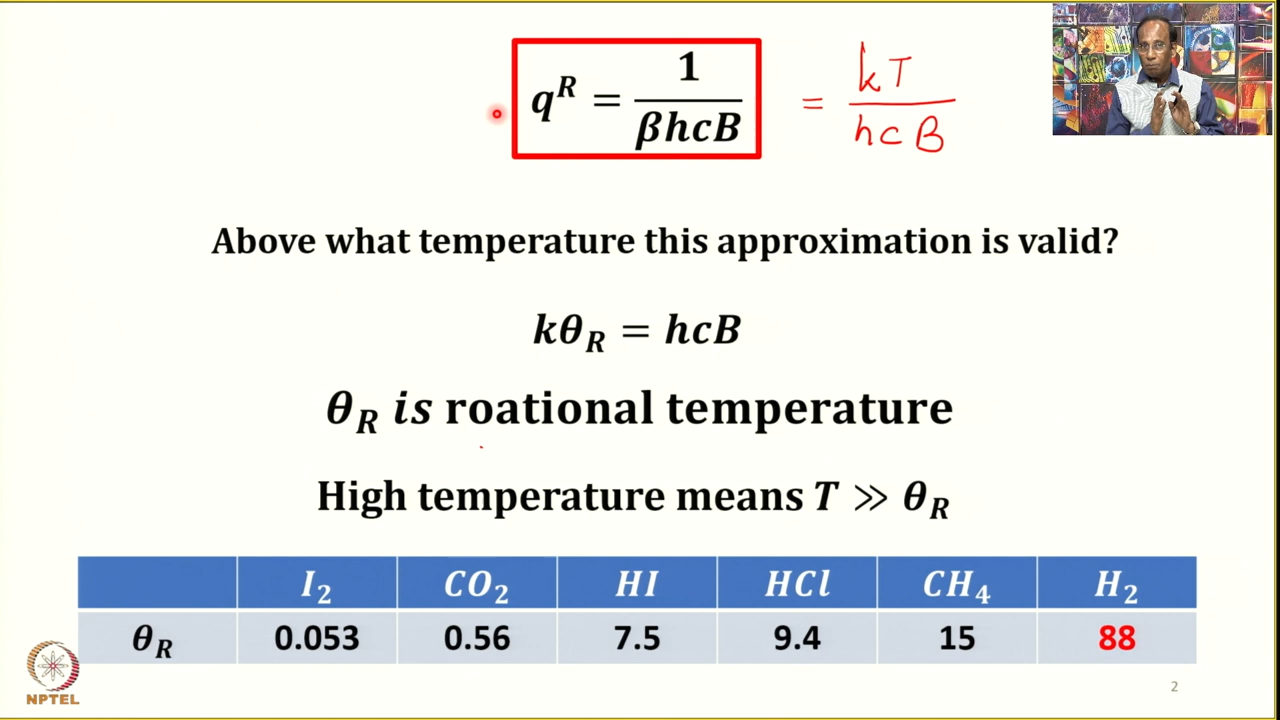 qᴿ = 1 / βhcB = kT / hcB
Above what temperature this approximation is valid?
kθ_R = hcB
θ_R is roational temperature
High temperature means T ≫ θ_R
I₂ CO₂ HI HCl CH₄ H₂
θ_R 0.053 0.56 7.5 9.4 15 88
NPTEL
2